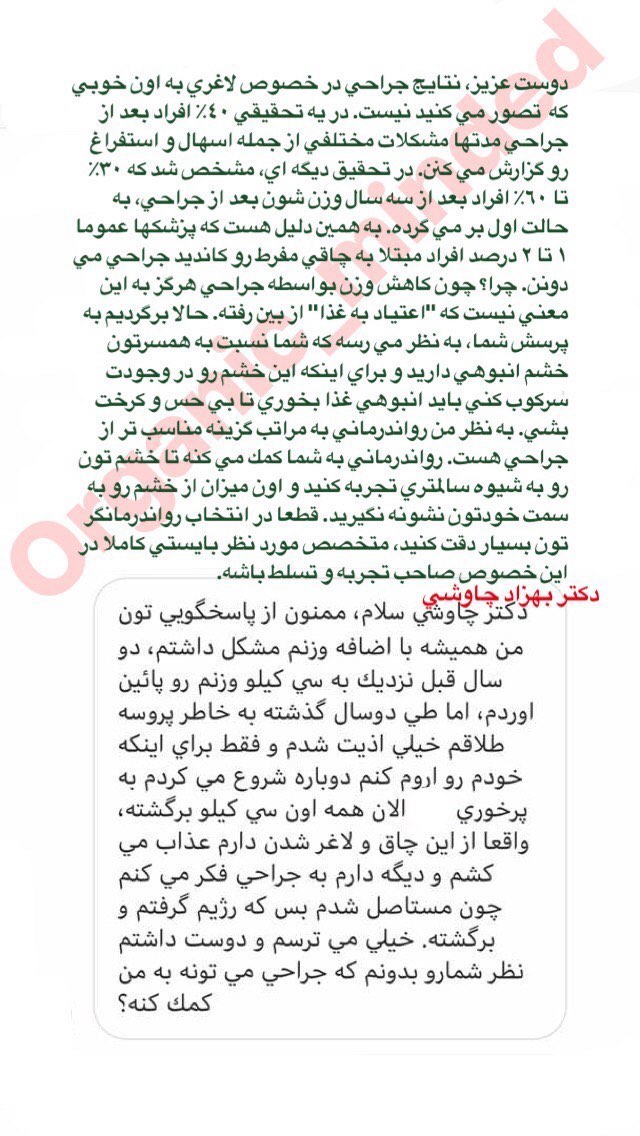 دوست عزيز، نتايج جراحي در خصوص لاغري به اون خوبي
كه تصور مي كنيد نيست. در يه تحقيقي ۴۰٪ افراد بعد از
جراحي مدتها مشكلات مختلفي از جمله اسهال و استفراغ
رو گزارش مي كنن. در تحقيق ديگه اي، مشخص شد كه ۳۰٪
تا ۶۰٪ افراد بعد از سه سال وزن شون بعد از جراحي، به
حالت اول بر مي گرده. به همين دليل هست كه پزشكها عموما
۱ تا ۲ درصد افراد مبتلا به چاقي مفرط رو كانديد جراحي مي
دونن. چرا؟ چون كاهش وزن بواسطه جراحي هرگز به اين
معني نيست كه "اعتياد به غذا" از بين رفته. حالا برگرديم به
پرسش شما، به نظر مي رسه كه شما نسبت به همسرتون
خشم انبوهي داريد و براي اينكه اين خشم رو در وجودت
سركوب كني بايد انبوهي غذا بخوري تا بي حس و كرخت
بشي. به نظر من رواندرماني به مراتب گزينه مناسب تر از
جراحي هست. رواندرماني به شما كمك مي كنه تا خشم تون
رو به شيوه سالمتري تجربه كنيد و اون ميزان از خشم رو به
سمت خودتون نشونه نگيريد. قطعا در انتخاب رواندرمانگر
تون بسيار دقت كنيد، متخصص مورد نظر بايستي كاملا در
اين خصوص صاحب تجربه و تسلط باشه.
دكتر بهزاد چاوشي
دكتر چاوشي سلام، ممنون از پاسخگويي تون
من هميشه با اضافه وزنم مشكل داشتم، دو
سال قبل نزديك به سي كيلو وزنم رو پائين
اوردم، اما طي دوسال گذشته به خاطر پروسه
طلاقم خيلي اذيت شدم و فقط براي اينكه
خودم رو اروم كنم دوباره شروع مي كردم به
پرخوري الان همه اون سي كيلو برگشته،
واقعا از اين چاق و لاغر شدن دارم عذاب مي
كشم و ديگه دارم به جراحي فكر مي كنم
چون مستاصل شدم بس كه رژيم گرفتم و
برگشته. خيلي مي ترسم و دوست داشتم
نظر شمارو بدونم كه جراحي مي تونه به من
كمك كنه؟
Organic_minded